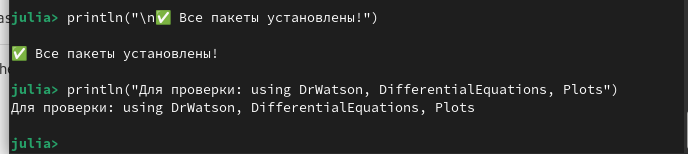 julia> println("\n✅ Все пакеты установлены!")
✅ Все пакеты установлены!
julia> println("Для проверки: using DrWatson, DifferentialEquations, Plots")
Для проверки: using DrWatson, DifferentialEquations, Plots
julia>